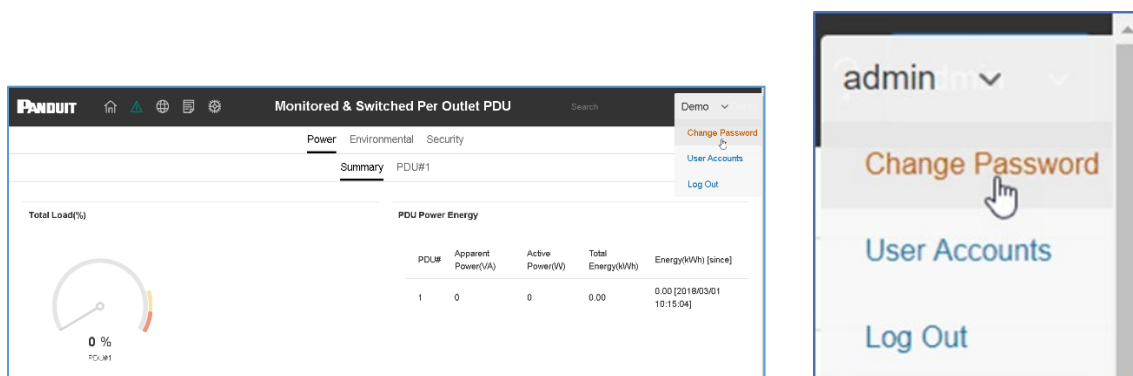 PANDUIT Monitored & Switched Per Outlet PDU Search Demo
Power Environmental Security
Summary PDU#1
Change Password
User Accounts
Log Out
Total Load(%)
0 %
PDU#1
PDU Power Energy
PDU# Apparent Power(VA) Active Power(W) Total Energy(kWh) Energy(kWh) [since]
1 0 0 0.00 0.00 [2018/03/01
10:15:04]
admin
Change Password
User Accounts
Log Out